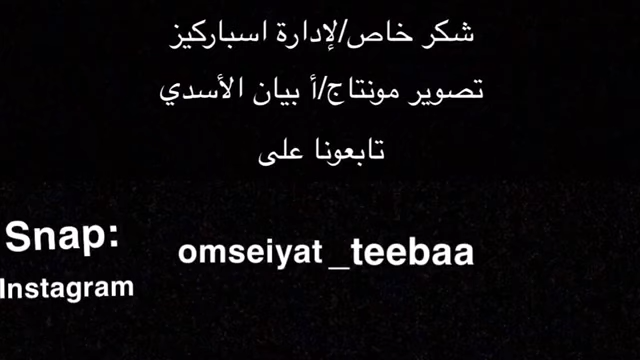 شكر خاص/لإدارة اسباركيز
تصوير مونتاج/أ بيان الأسدي
تابعونا على
Snap:
omseiyat_teebaa
Instagram